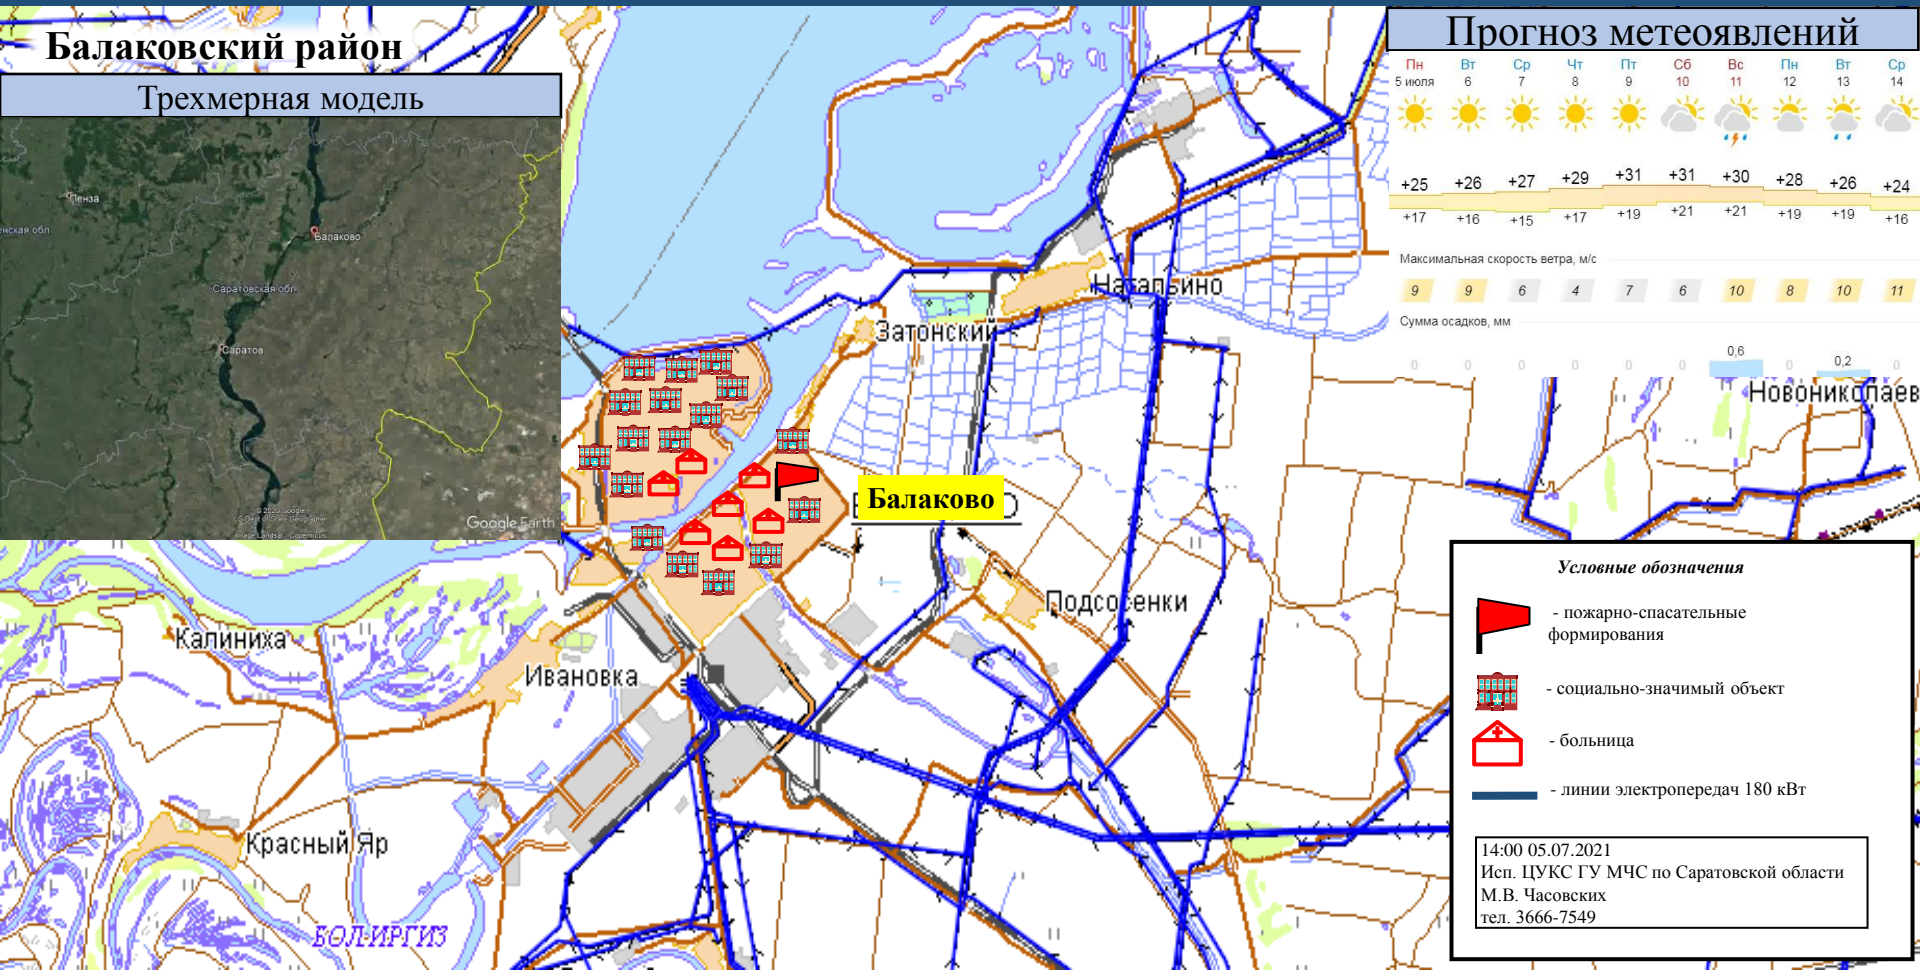 Балаковский район
Трехмерная модель
Пенза
Балаково
Саратовская обл.
Саратов
Google Earth
Прогноз метеоявлений
Пн Вт Ср Чт Пт Сб Вс Пн Вт Ср
5 июля 6 7 8 9 10 11 12 13 14
+25 +26 +27 +29 +31 +31 +30 +28 +26 +24
+17 +16 +15 +17 +19 +21 +21 +19 +19 +16
Максимальная скорость ветра, м/с
9 9 6 4 7 6 10 8 10 11
Сумма осадков, мм
0 0 0 0 0 0 0,6 0 0,2 0
Натальино
Затонский
Новониколаев
Балаково
Подсосенки
Калиниха
Ивановка
Красный Яр
БОЛ.ИРГИЗ
Условные обозначения
- пожарно-спасательные
формирования
- социально-значимый объект
- больница
- линии электропередач 180 кВт
14:00 05.07.2021
Исп. ЦУКС ГУ МЧС по Саратовской области
М.В. Часовских
тел. 3666-7549